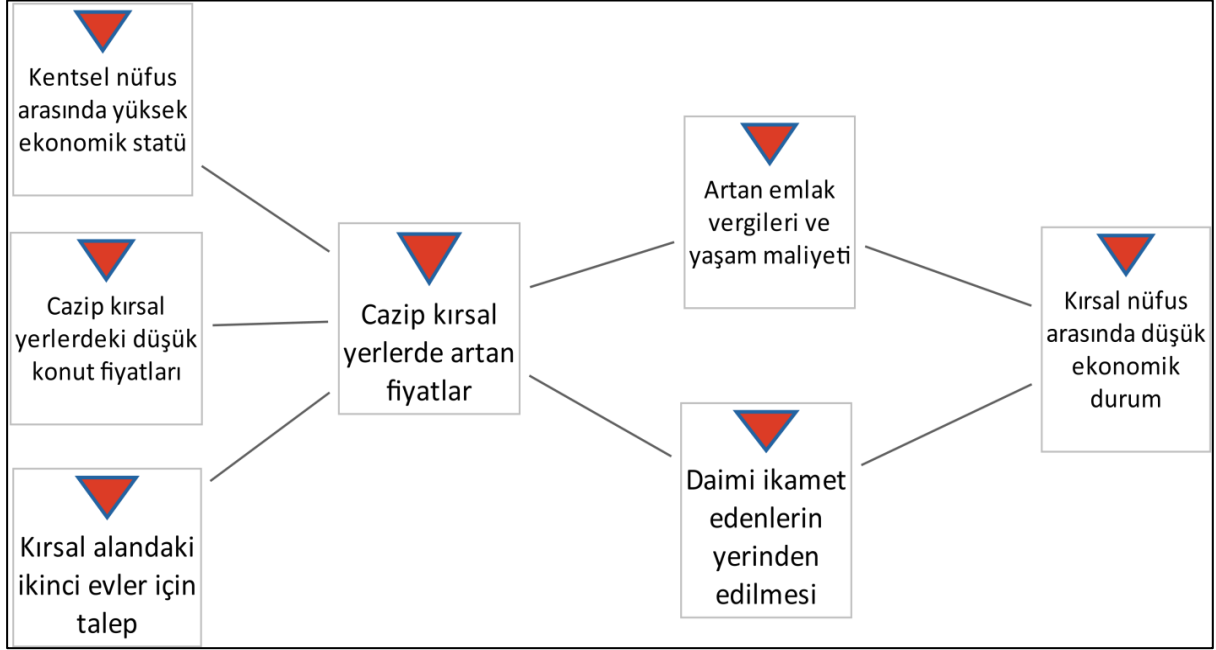 Kentsel nüfus
arasında yüksek
ekonomik statü
Cazip kırsal
yerlerdeki düşük
konut fiyatları
Kırsal alandaki
ikinci evler için
talep
Cazip kırsal
yerlerde artan
fiyatlar
Artan emlak
vergileri ve
yaşam maliyeti
Daimi ikamet
edenlerin
yerinden
edilmesi
Kırsal nüfus
arasında düşük
ekonomik
durum